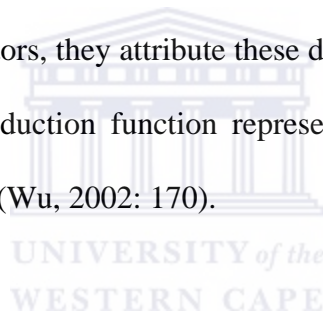 ors, they attribute these d
duction function represe
(Wu, 2002: 170).
UNIVERSITY of the
WESTERN CAPE